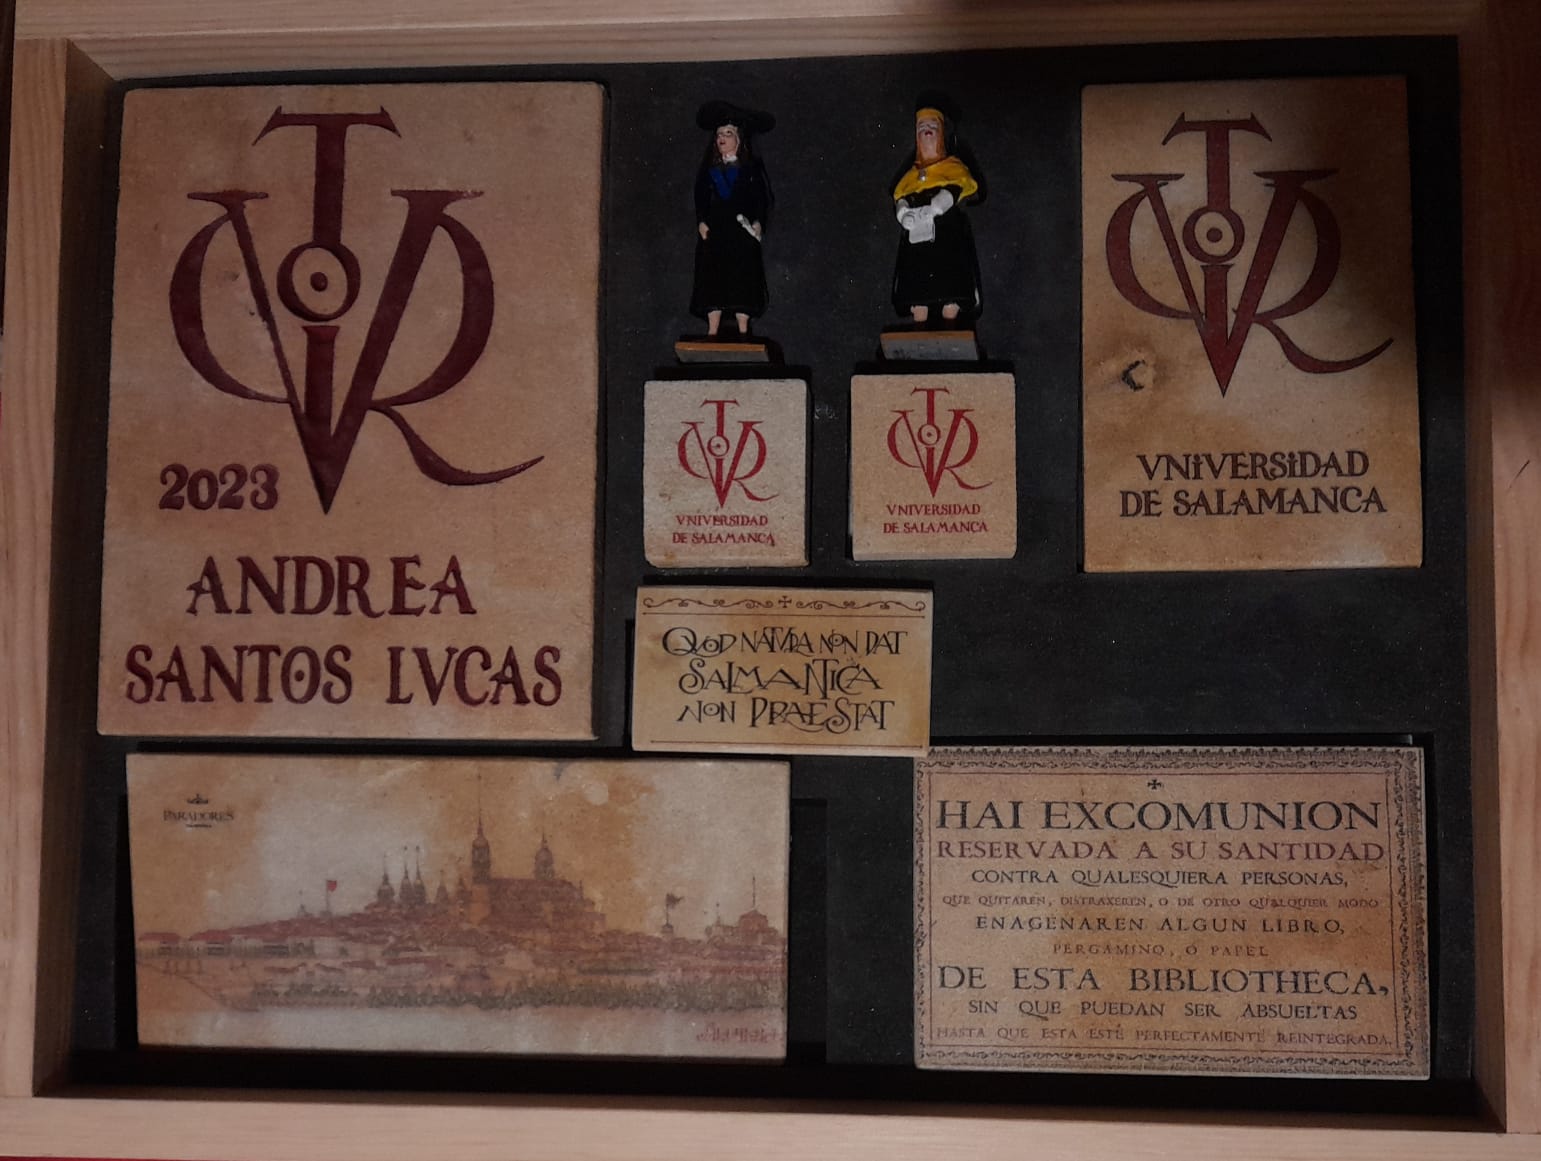 2023
ANDREA
SANTOS LVCAS
VNiVERSiDAD
DE SALAMANCA
VNiVERSiDAD
DE SALAMANCA
VNiVERSiDAD
DE SALAMANCA
QUOD NATURA NON DAT
SALMANTICA
NON PRAESTAT
PARADORES
HAI EXCOMUNION
RESERVADA A SU SANTIDAD
CONTRA QUALESQUIERA PERSONAS,
QUE QUITAREN, DISTRAXEREN, O DE OTRO QUALQUIER MODO
ENAGENAREN ALGUN LIBRO,
PERGAMINO, O PAPEL
DE ESTA BIBLIOTHECA,
SIN QUE PUEDAN SER ABSUELTAS
HASTA QUE ESTA ESTÉ PERFECTAMENTE REINTEGRADA.